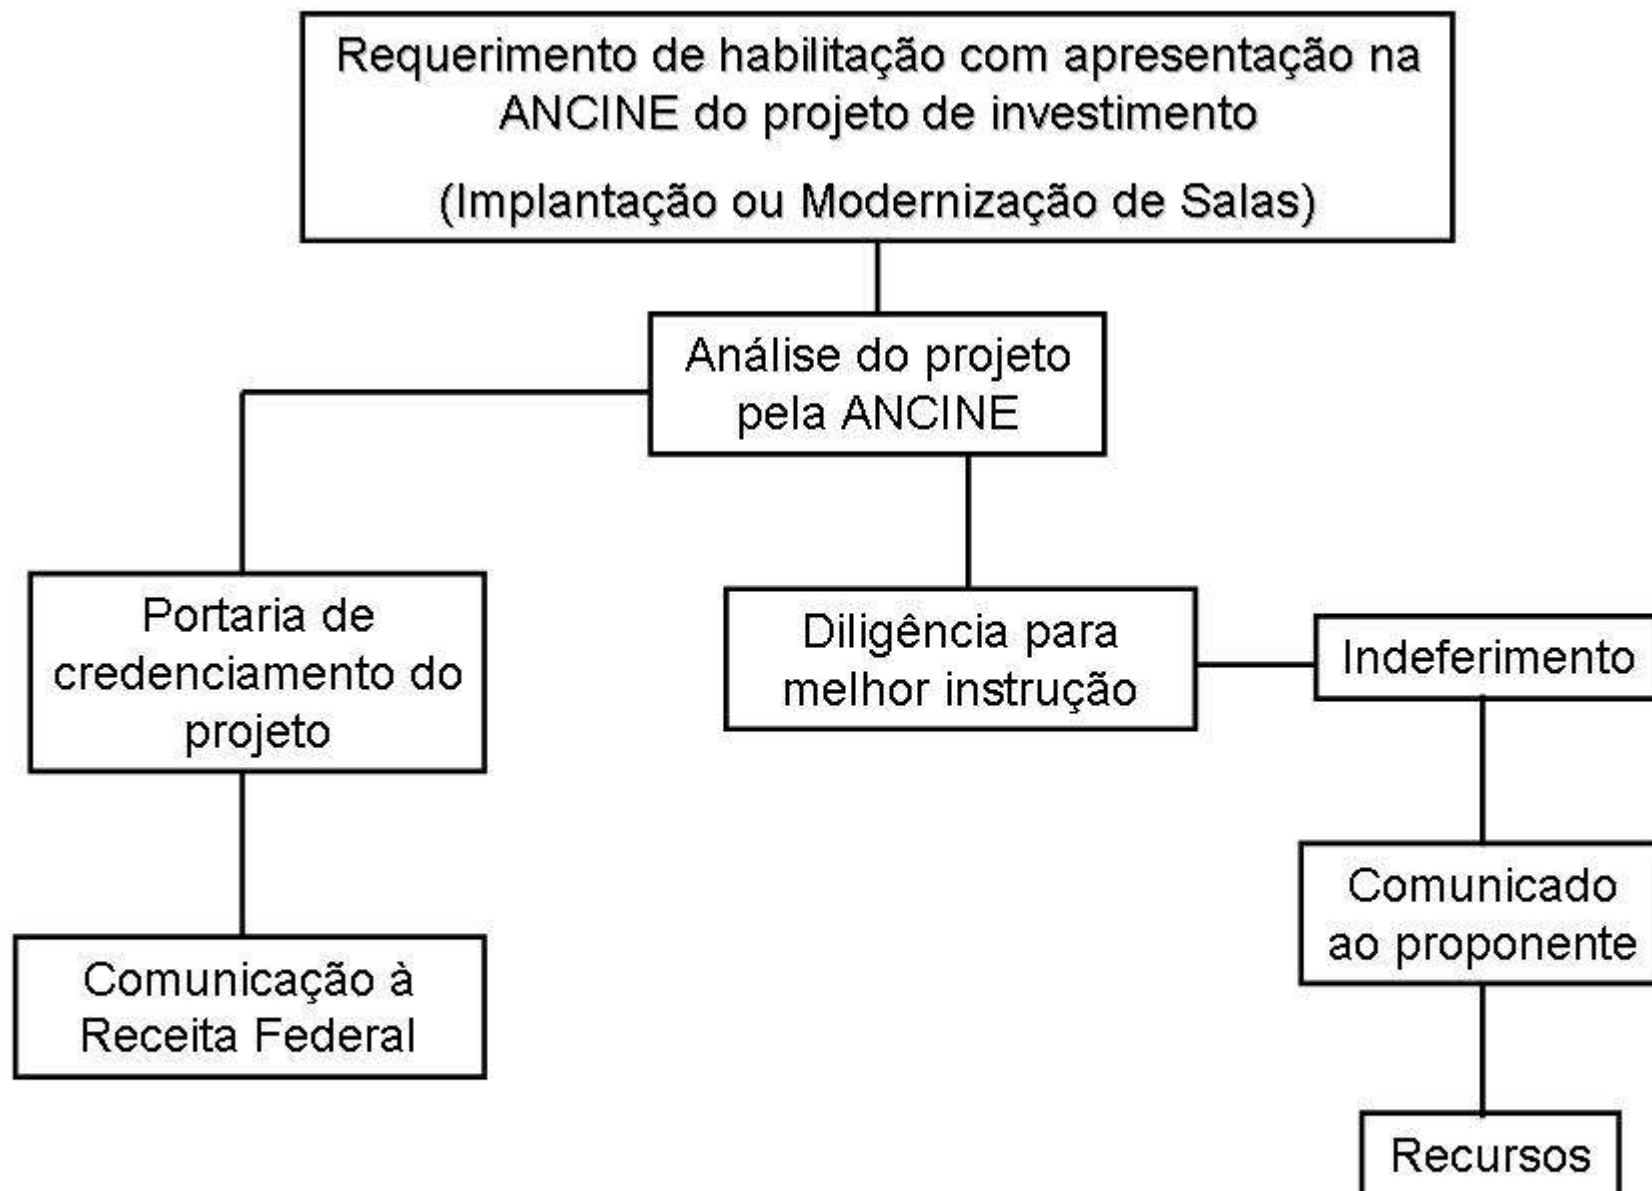 Requerimento de habilitação com apresentação na
ANCINE do projeto de investimento
(Implantação ou Modernização de Salas)
Análise do projeto
pela ANCINE
Portaria de
credenciamento do
projeto
Diligência para
melhor instrução
Indeferimento
Comunicação à
Receita Federal
Comunicado
ao proponente
Recursos